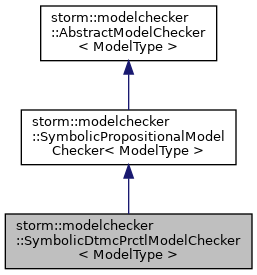 storm::modelchecker
::AbstractModelChecker
< ModelType >
storm::modelchecker
::SymbolicPropositionalModel
Checker< ModelType >
storm::modelchecker
::SymbolicDtmcPrctlModelChecker
< ModelType >